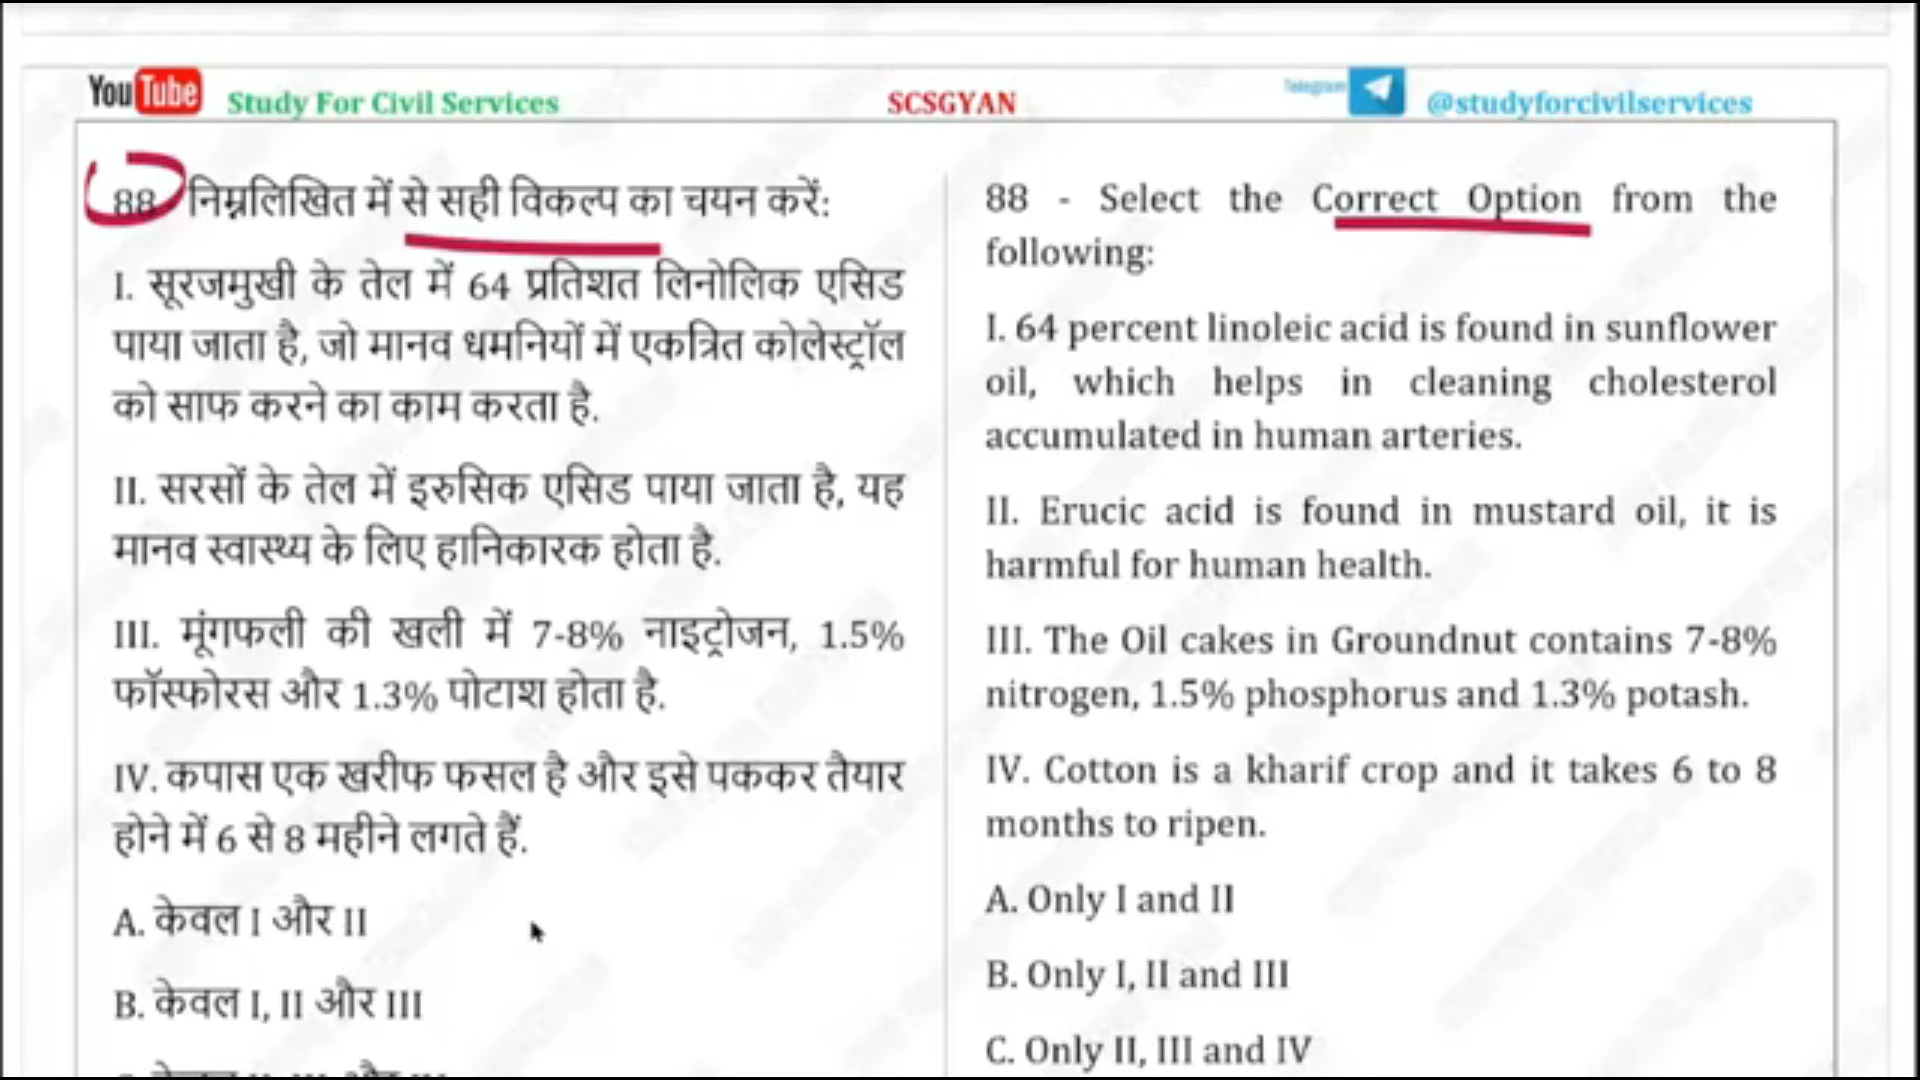 YouTube Study For Civil Services SCSGYAN Telegram @studyforcivilservices
88 निम्नलिखित में से सही विकल्प का चयन करें:
I. सूरजमुखी के तेल में 64 प्रतिशत लिनोलिक एसिड
पाया जाता है, जो मानव धमनियों में एकत्रित कोलेस्ट्रॉल
को साफ करने का काम करता है.
II. सरसों के तेल में इरुसिक एसिड पाया जाता है, यह
मानव स्वास्थ्य के लिए हानिकारक होता है.
III. मूंगफली की खली में 7-8% नाइट्रोजन, 1.5%
फॉस्फोरस और 1.3% पोटाश होता है.
IV. कपास एक खरीफ फसल है और इसे पककर तैयार
होने में 6 से 8 महीने लगते हैं.
A. केवल I और II
B. केवल I, II और III
88 - Select the Correct Option from the
following:
I. 64 percent linoleic acid is found in sunflower
oil, which helps in cleaning cholesterol
accumulated in human arteries.
II. Erucic acid is found in mustard oil, it is
harmful for human health.
III. The Oil cakes in Groundnut contains 7-8%
nitrogen, 1.5% phosphorus and 1.3% potash.
IV. Cotton is a kharif crop and it takes 6 to 8
months to ripen.
A. Only I and II
B. Only I, II and III
C. Only II, III and IV